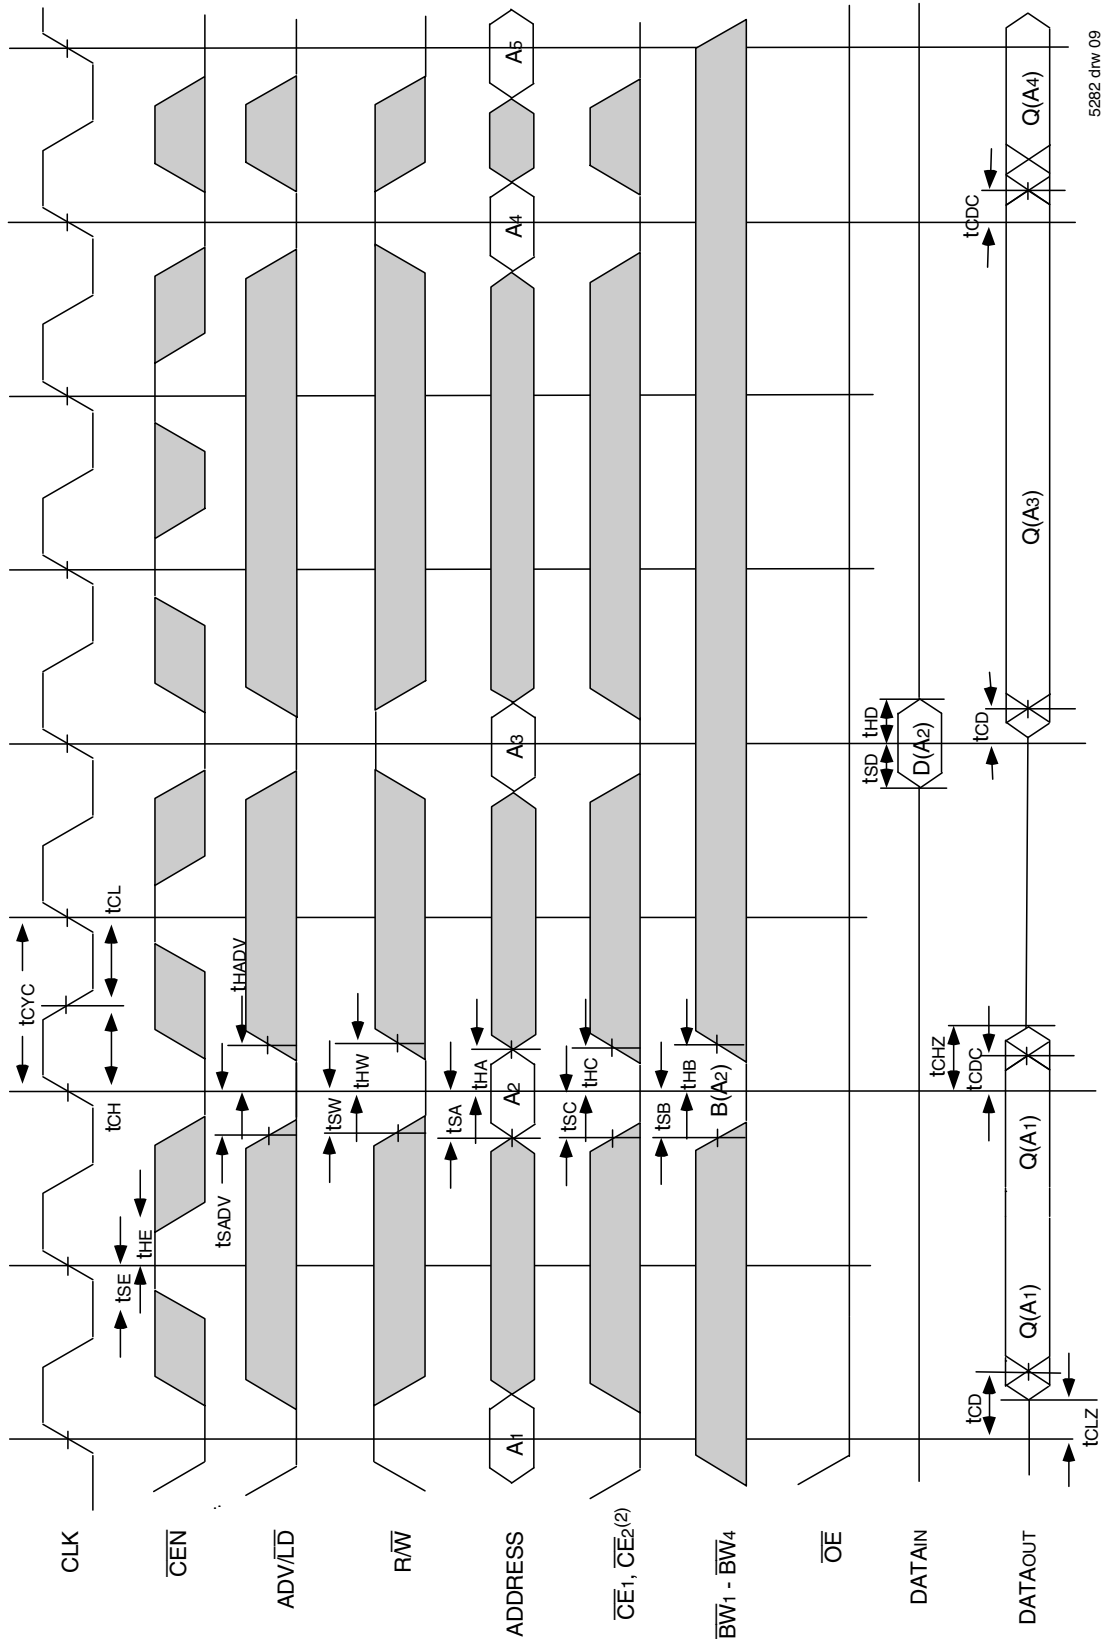 CLK
tCYC
tCH
tCL
CEN
tSE
tHE
ADV/LD
tSADV
tHADV
R/W
tSW
tHW
ADDRESS
A1
A2
A3
A4
A5
tSA
tHA
CE1, CE2(2)
tSC
tHC
BW1 - BW4
tSB
tHB
B(A2)
OE
DATAIN
tSD
tHD
D(A2)
DATAOUT
tCLZ
tCD
Q(A1)
Q(A1)
tCDC
tCHZ
tCD
Q(A3)
tCDC
Q(A4)
5282 drw 09